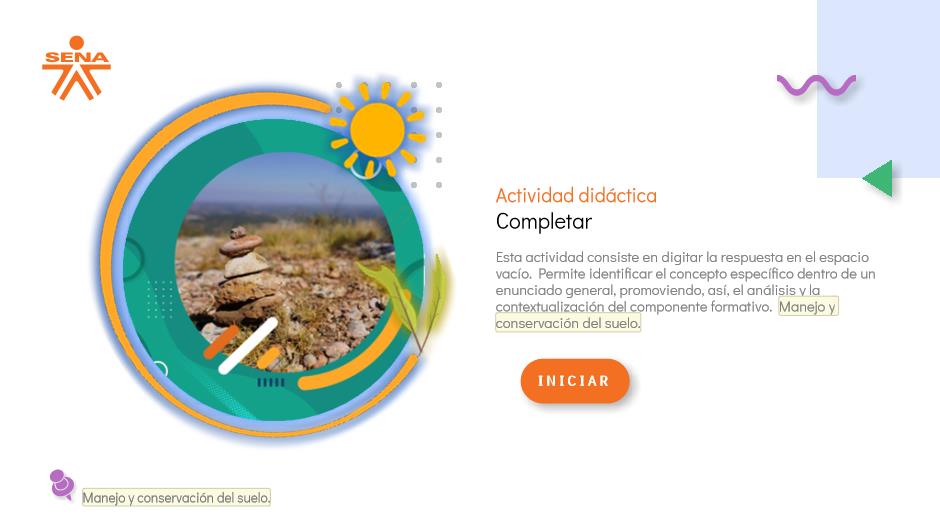 SENA
Actividad didáctica
Completar
Esta actividad consiste en digitar la respuesta en el espacio
vacío. Permite identificar el concepto específico dentro de un
enunciado general, promoviendo, así, el análisis y la
contextualización del componente formativo. Manejo y
conservación del suelo.
INICIAR
Manejo y conservación del suelo.